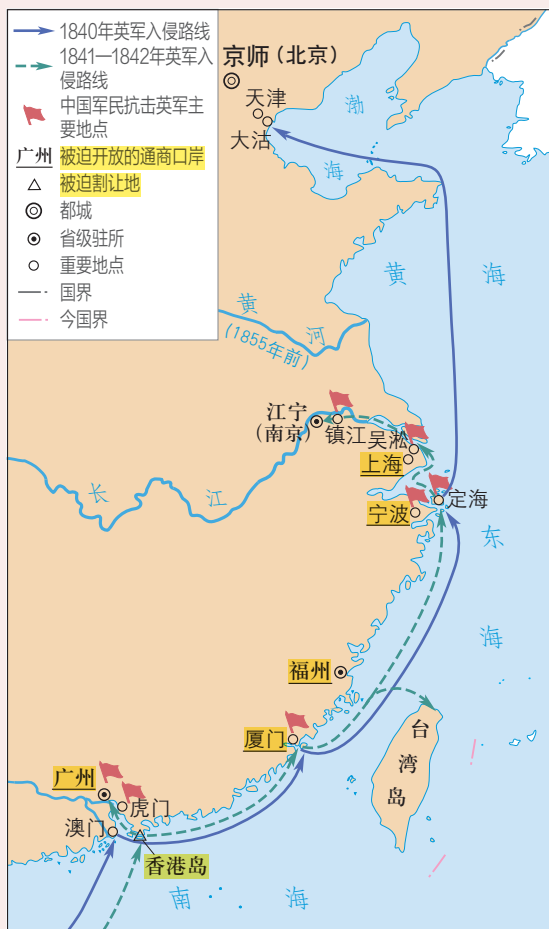 1840年英军入侵路线
1841—1842年英军入
侵路线
中国军民抗击英军主
要地点
广州 被迫开放的通商口岸
被迫割让地
都城
省级驻所
重要地点
国界
今国界
京师(北京)
天津
大沽
渤
海
黄 海
黄
河
(1855年前)
江宁
(南京)
镇江
吴淞
上海
长 江
宁波
定海
东
海
福州
厦门
台
湾
岛
广州
虎门
澳门
香港岛
南 海